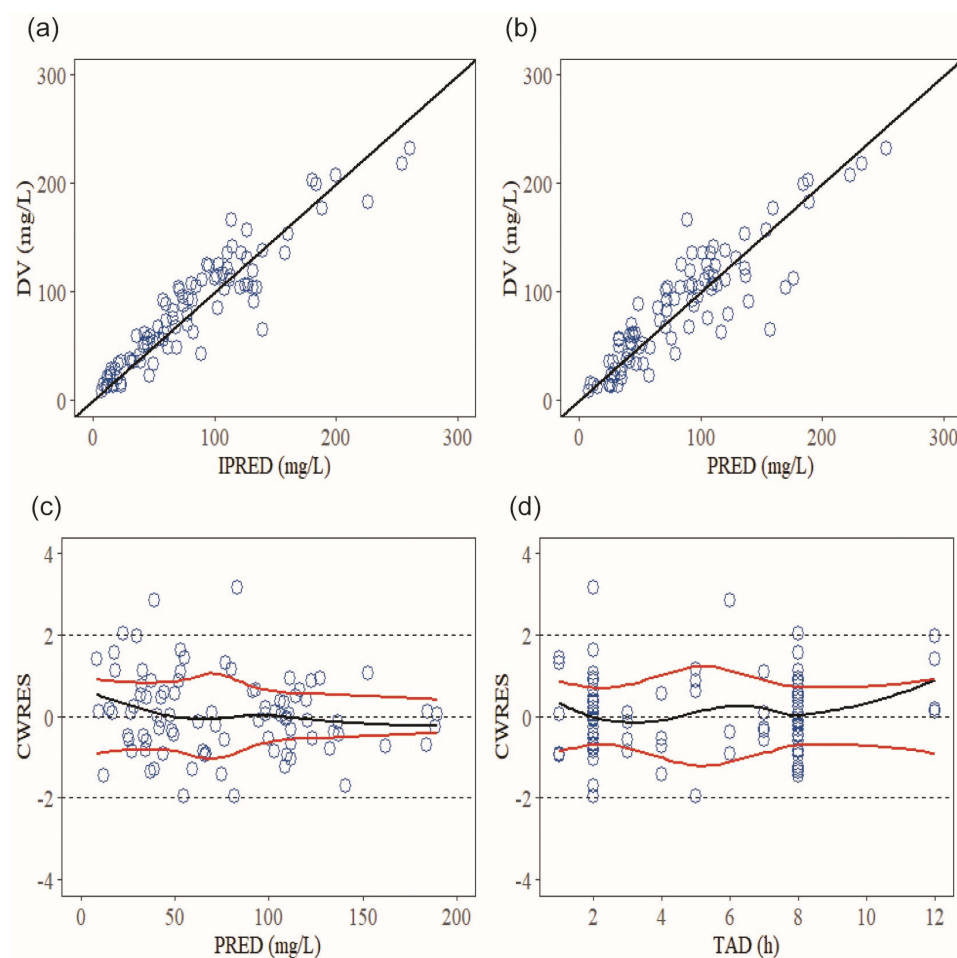 (a)
(b)
300
200
100
0
DV (mg/L)
0 100 200 300
IPRED (mg/L)
300
200
100
0
DV (mg/L)
0 100 200 300
PRED (mg/L)
(c)
(d)
4
2
0
-2
-4
CWRES
0 50 100 150 200
PRED (mg/L)
4
2
0
-2
-4
CWRES
2 4 6 8 10 12
TAD (h)